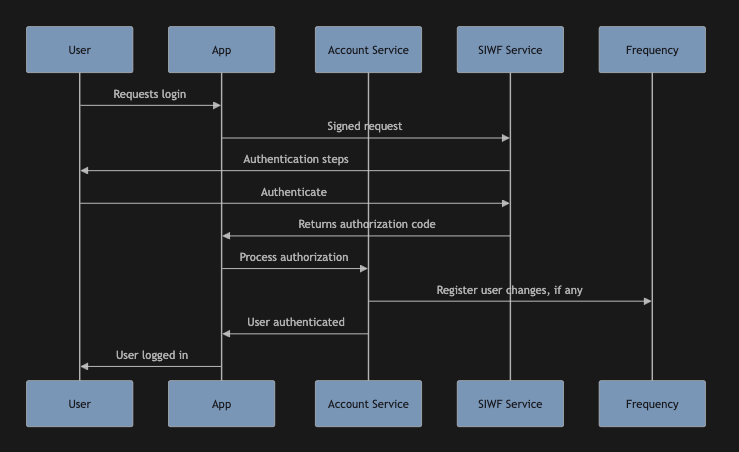 User App Account Service SIWF Service Frequency
Requests login
Signed request
Authentication steps
Authenticate
Returns authorization code
Process authorization
Register user changes, if any
User authenticated
User logged in
User App Account Service SIWF Service Frequency